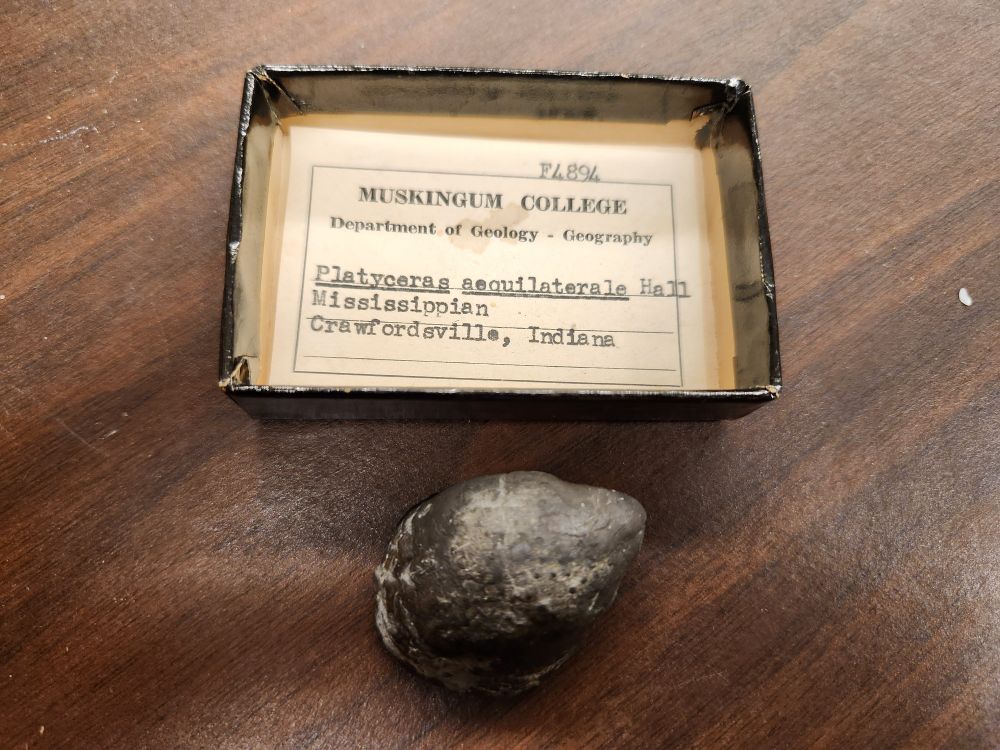 F4894
MUSKINGUM COLLEGE
Department of Geology - Geography
Platyceras aequilaterale Hall
Mississippian
Crawfordsville, Indiana